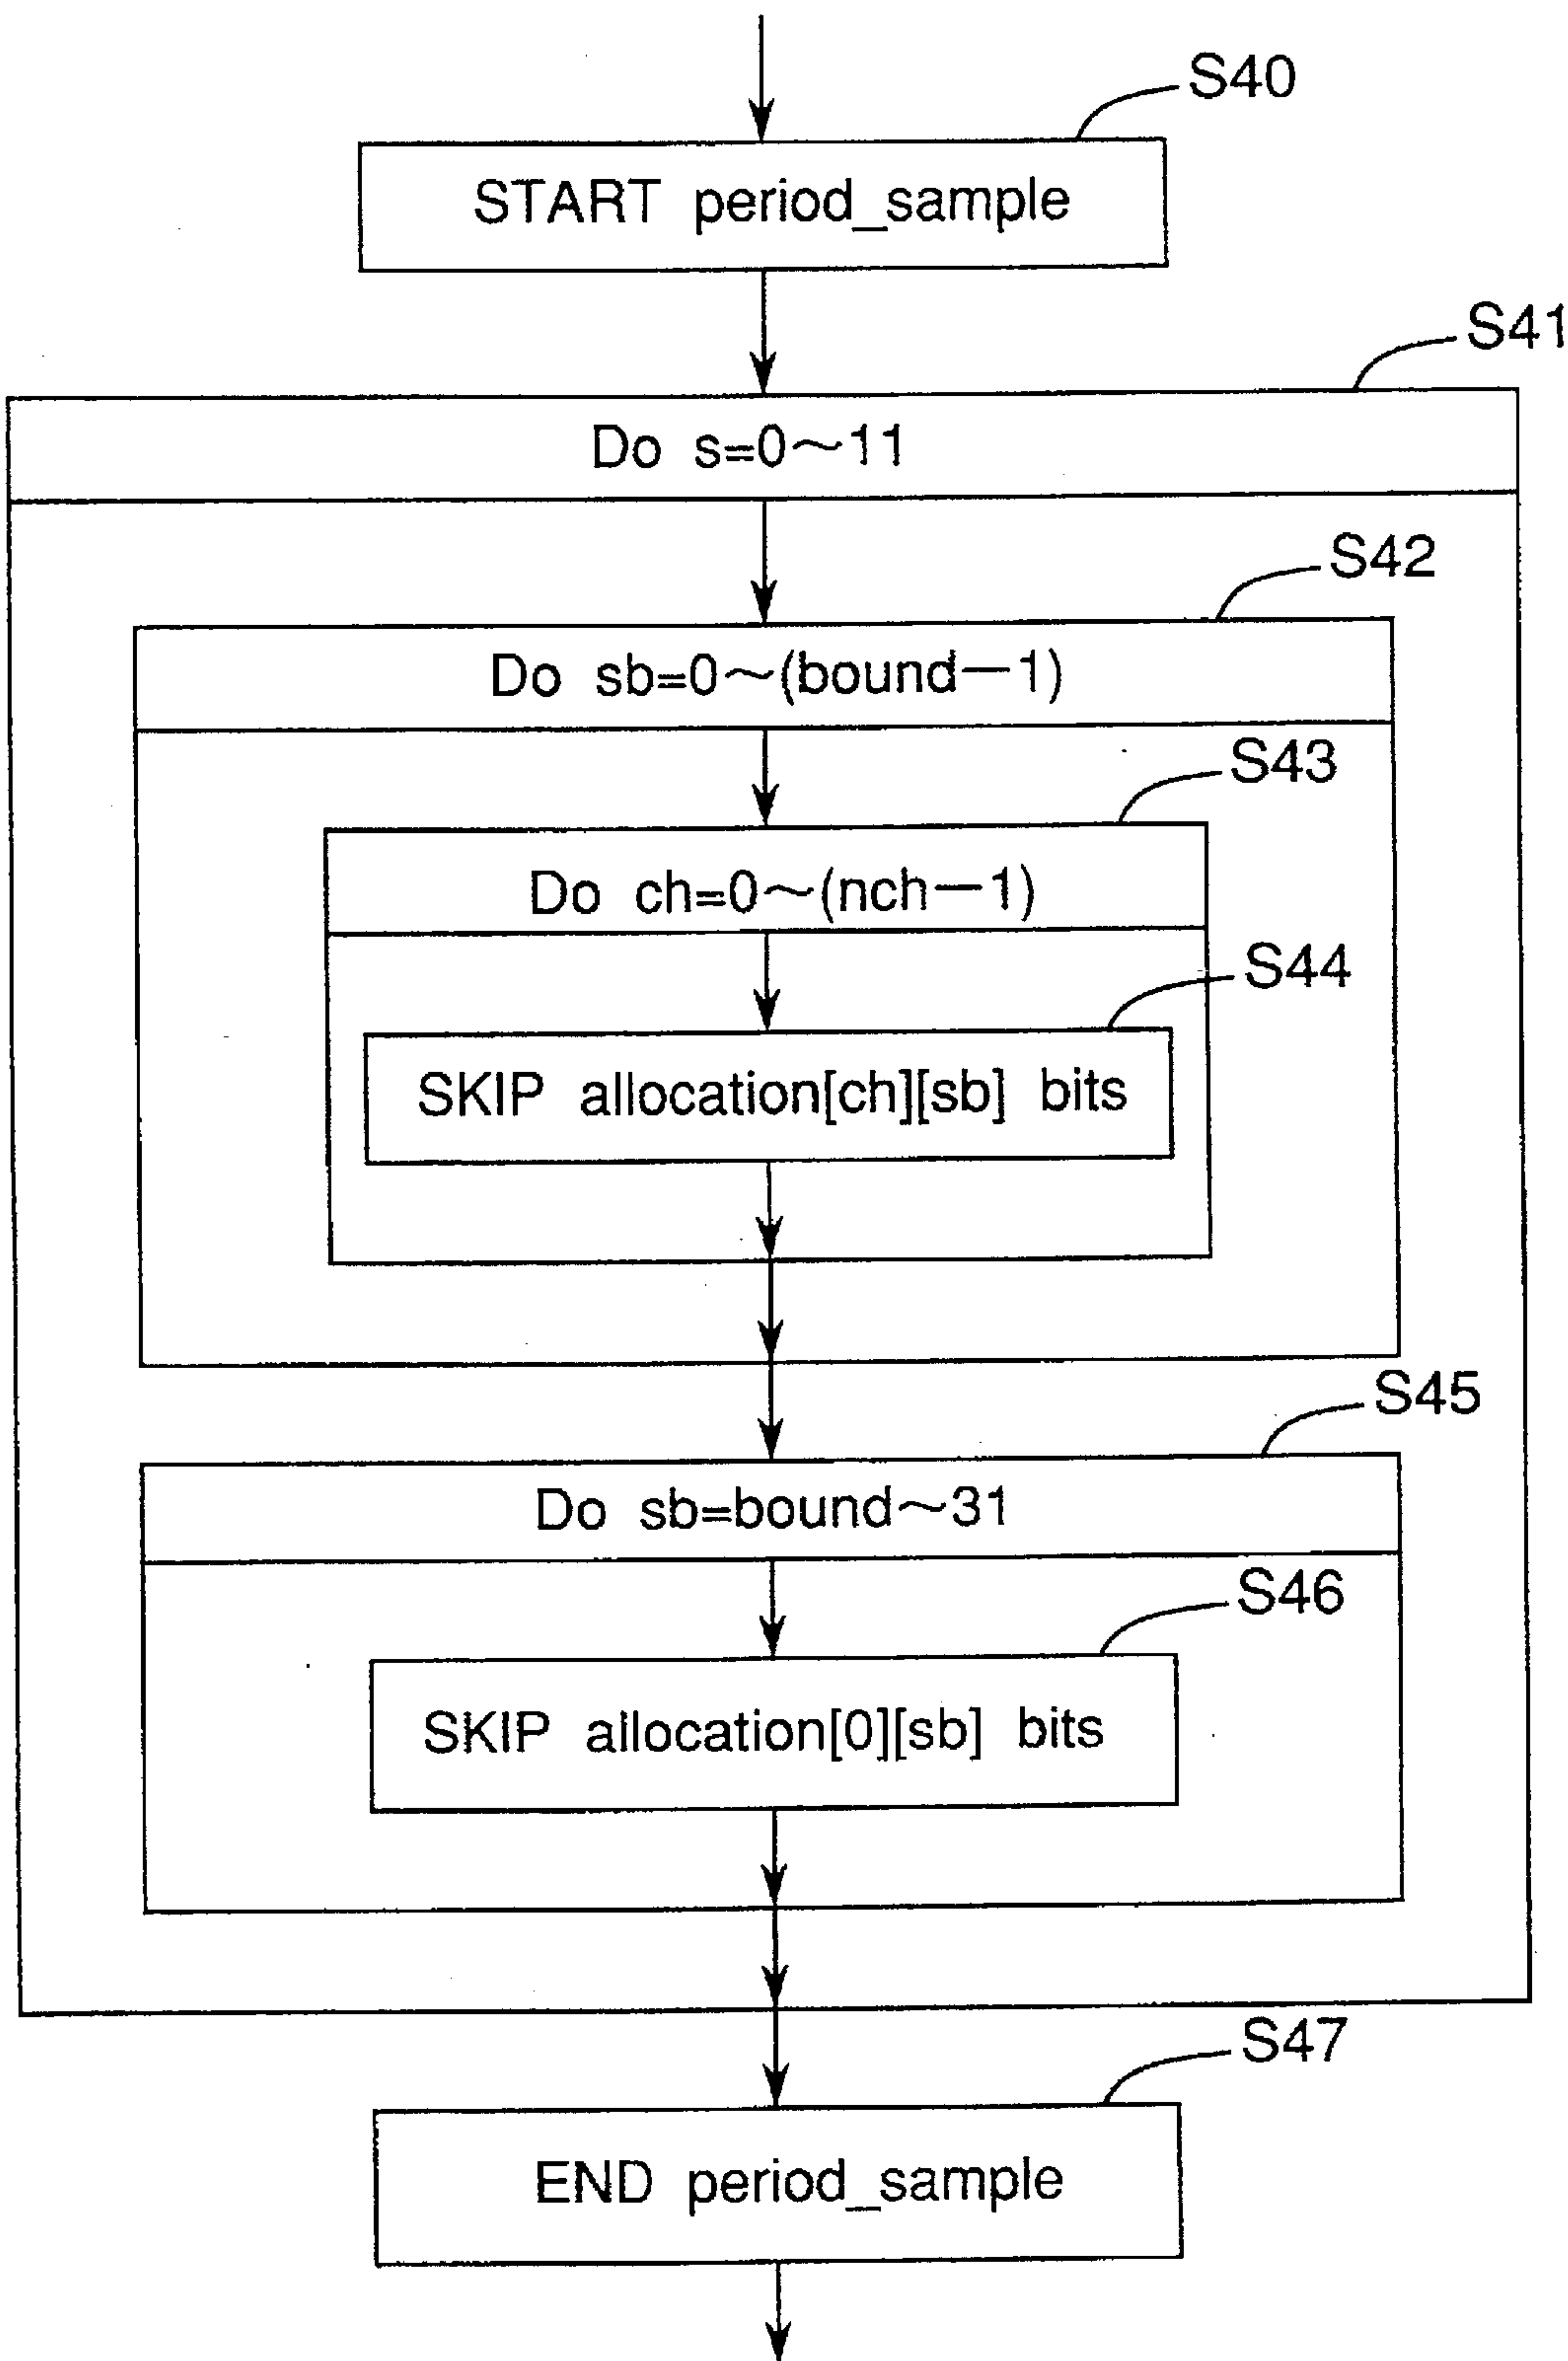 S40
START period_sample
S41
Do s=0～11
S42
Do sb=0～(bound－1)
S43
Do ch=0～(nch－1)
S44
SKIP allocation[ch][sb] bits
S45
Do sb=bound～31
S46
SKIP allocation[0][sb] bits
S47
END period_sample